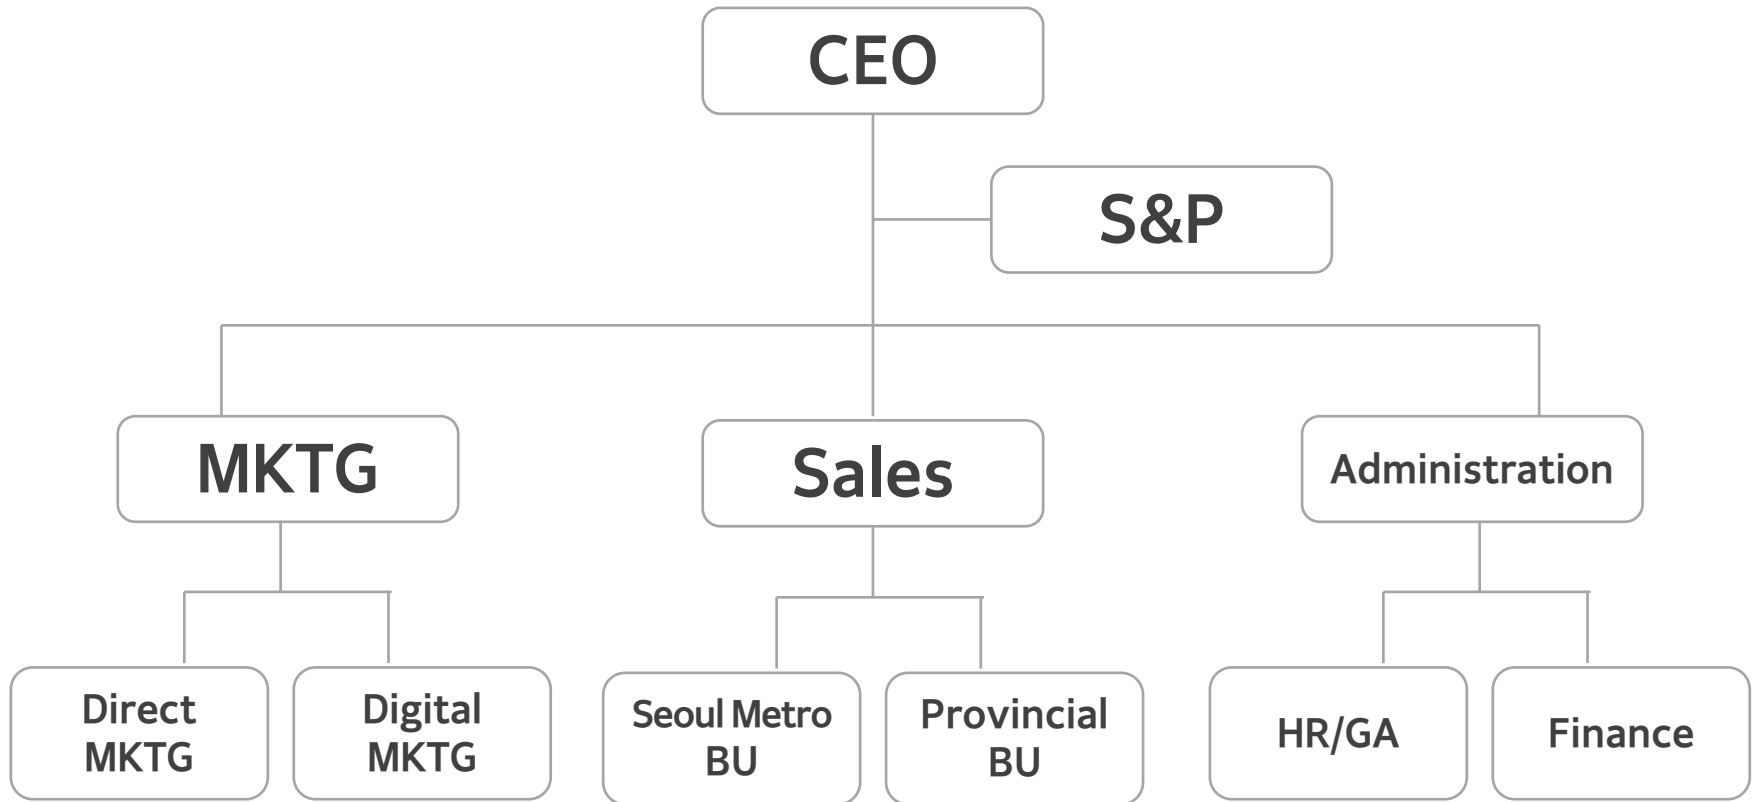 CEO
S&P
MKTG
Sales
Administration
Direct
MKTG
Digital
MKTG
Seoul Metro
BU
Provincial
BU
HR/GA
Finance